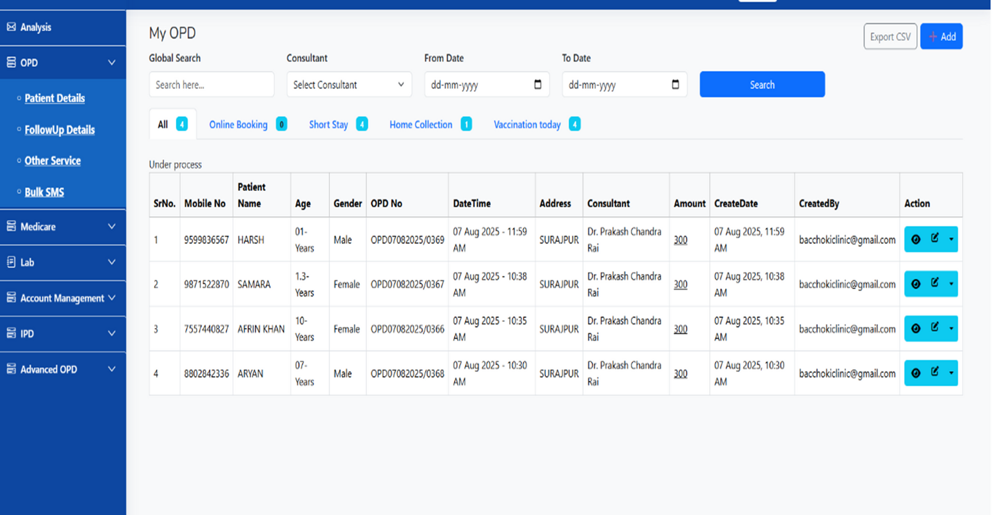 Analysis
OPD
Patient Details
FollowUp Details
Other Service
Bulk SMS
Medicare
Lab
Account Management
IPD
Advanced OPD
My OPD
Export CSV
+ Add
Global Search Consultant From Date To Date
Search here... Select Consultant dd-mm-yyyy dd-mm-yyyy Search
All 4 Online Booking 0 Short Stay 4 Home Collection 1 Vaccination today 4
Under process
SrNo. Mobile No Patient Name Age Gender OPD No DateTime Address Consultant Amount CreateDate CreatedBy Action
1 9599836567 HARSH 01-Years Male OPD07082025/0369 07 Aug 2025 - 11:59 AM SURAJPUR Dr. Prakash Chandra Rai 300 07 Aug 2025, 11:59 AM bacchokiclinic@gmail.com
2 9871522870 SAMARA 1.3-Years Female OPD07082025/0367 07 Aug 2025 - 10:38 AM SURAJPUR Dr. Prakash Chandra Rai 300 07 Aug 2025, 10:38 AM bacchokiclinic@gmail.com
3 7557440827 AFRIN KHAN 10-Years Female OPD07082025/0366 07 Aug 2025 - 10:35 AM SURAJPUR Dr. Prakash Chandra Rai 300 07 Aug 2025, 10:35 AM bacchokiclinic@gmail.com
4 8802842336 ARYAN 07-Years Male OPD07082025/0368 07 Aug 2025 - 10:30 AM SURAJPUR Dr. Prakash Chandra Rai 300 07 Aug 2025, 10:30 AM bacchokiclinic@gmail.com